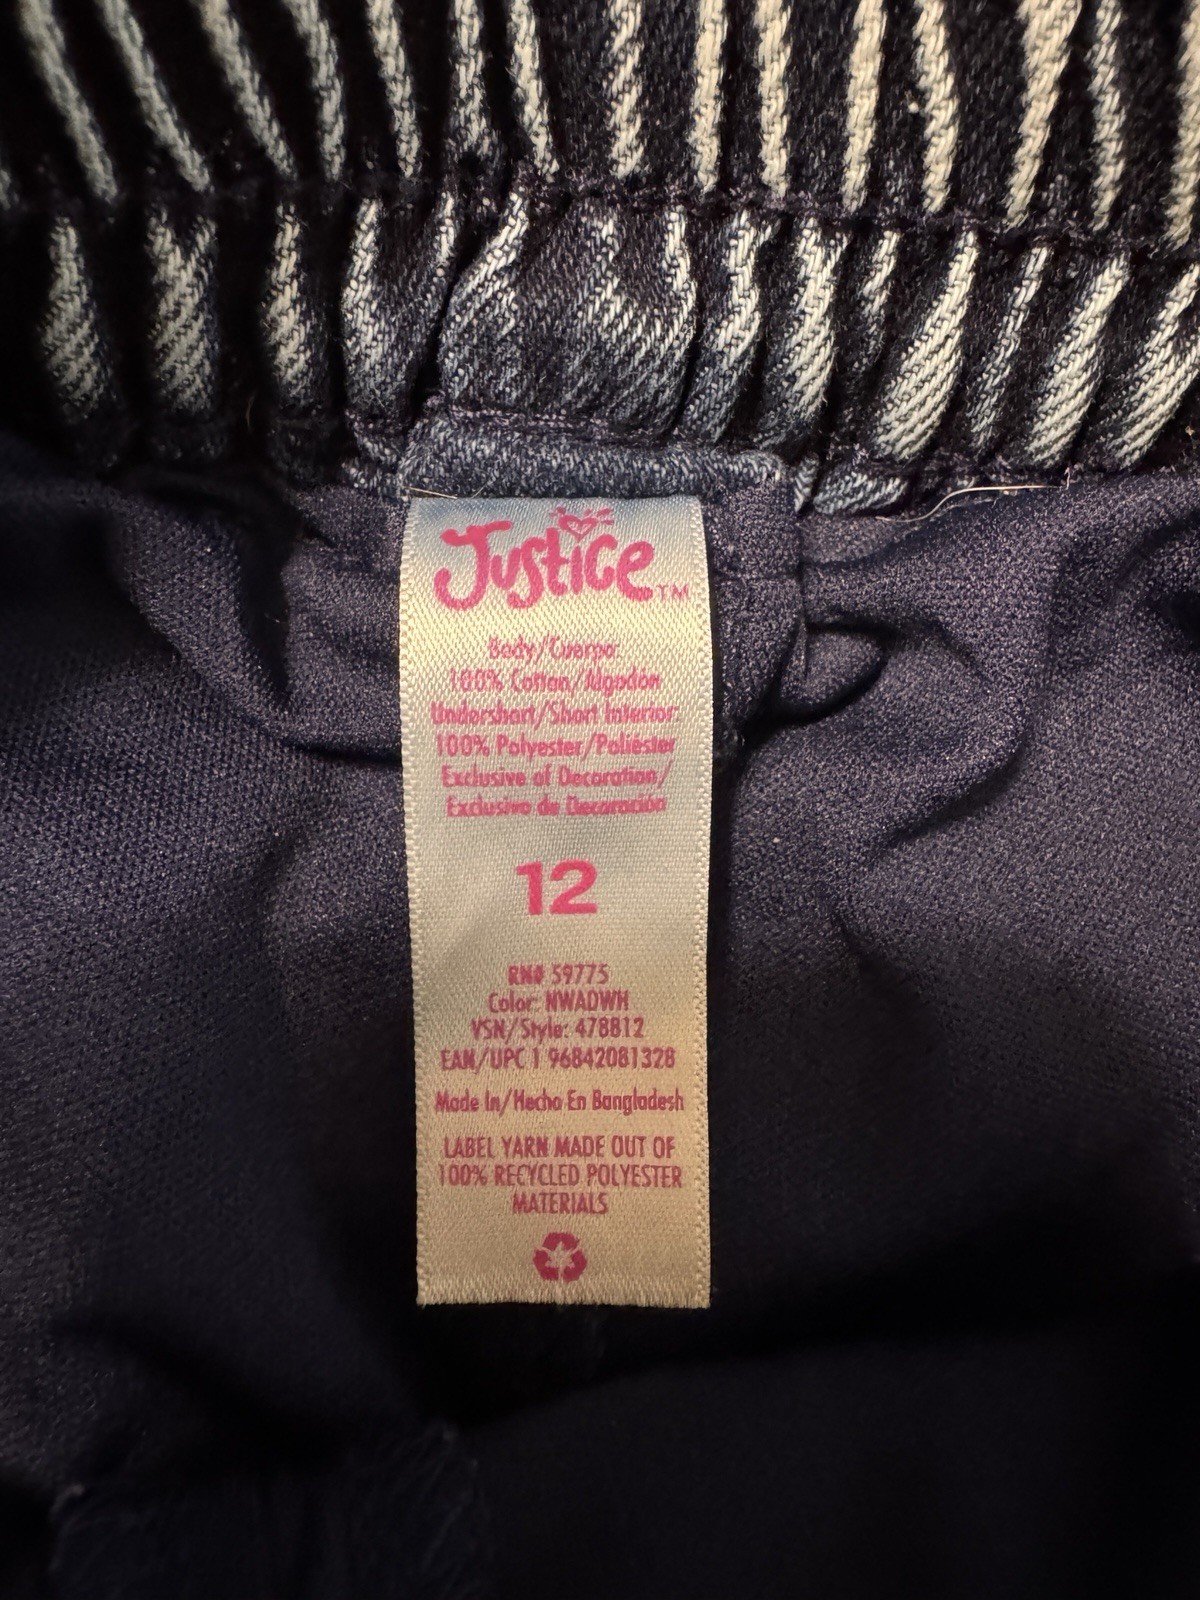 Justice™
Body/Cuerpo:
100% Cotton/Algodón
Undershort/Short Interior:
100% Polyester/Poliéster
Exclusive of Decoration/
Exclusivo de Decoración
12
RN# 59775
Color: NWADWH
VSN/Style: 478812
EAN/UPC 1 96842081328
Made In/Hecho En Bangladesh
LABEL YARN MADE OUT OF
100% RECYCLED POLYESTER
MATERIALS